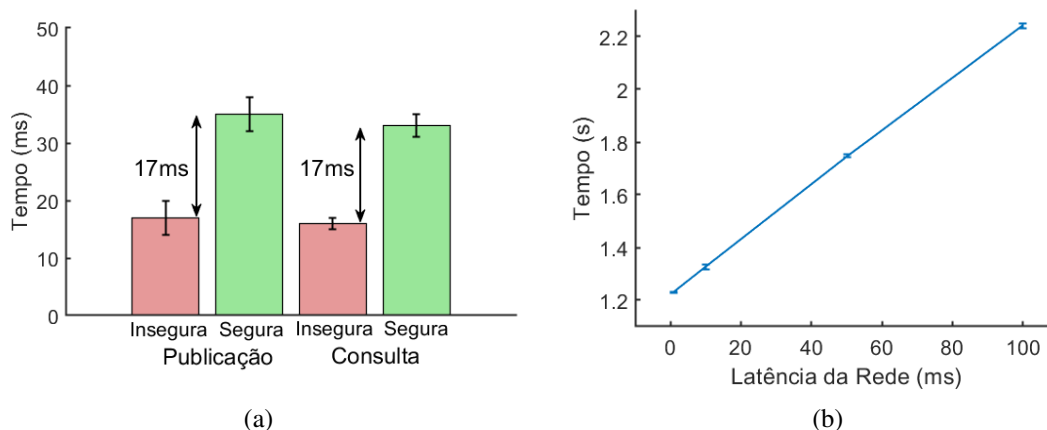 50
40
30
20
10
0
Tempo (ms)
17ms
17ms
Insegura Segura Insegura Segura
Publicação Consulta
(a)
2.2
2
1.8
1.6
1.4
1.2
Tempo (s)
0 20 40 60 80 100
Latência da Rede (ms)
(b)